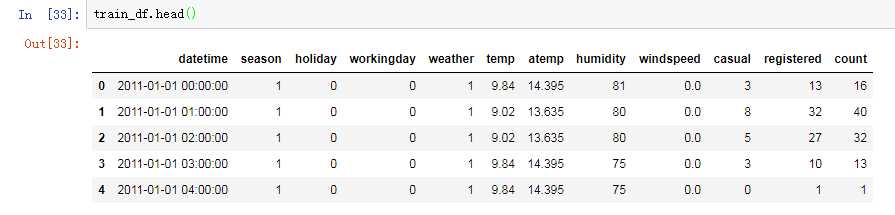 In [33]: train_df.head()
Out[33]:
datetime season holiday workingday weather temp atemp humidity windspeed casual registered count
0 2011-01-01 00:00:00 1 0 0 1 9.84 14.395 81 0.0 3 13 16
1 2011-01-01 01:00:00 1 0 0 1 9.02 13.635 80 0.0 8 32 40
2 2011-01-01 02:00:00 1 0 0 1 9.02 13.635 80 0.0 5 27 32
3 2011-01-01 03:00:00 1 0 0 1 9.84 14.395 75 0.0 3 10 13
4 2011-01-01 04:00:00 1 0 0 1 9.84 14.395 75 0.0 0 1 1